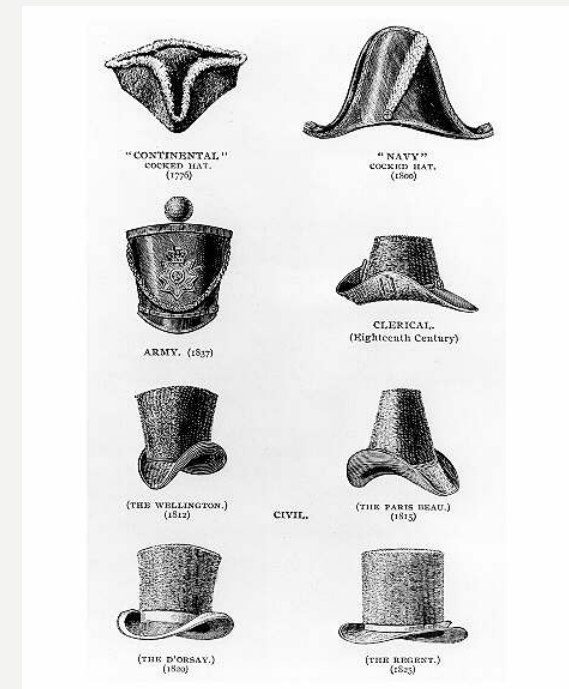 "CONTINENTAL"
COCKED HAT.
(1776)
"NAVY"
COCKED HAT.
(1800)
ARMY. (1837)
CLERICAL.
(Eighteenth Century)
(THE WELLINGTON.)
(1812)
CIVIL.
(THE PARIS BEAU.)
(1815)
(THE D'ORSAY.)
(1820)
(THE REGENT.)
(1825)